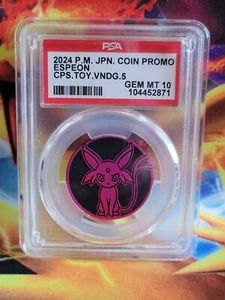 PSA
2024 P.M. JPN. COIN PROMO
ESPEON
CPS.TOY.VNDG.5
GEM MT 10
104452871